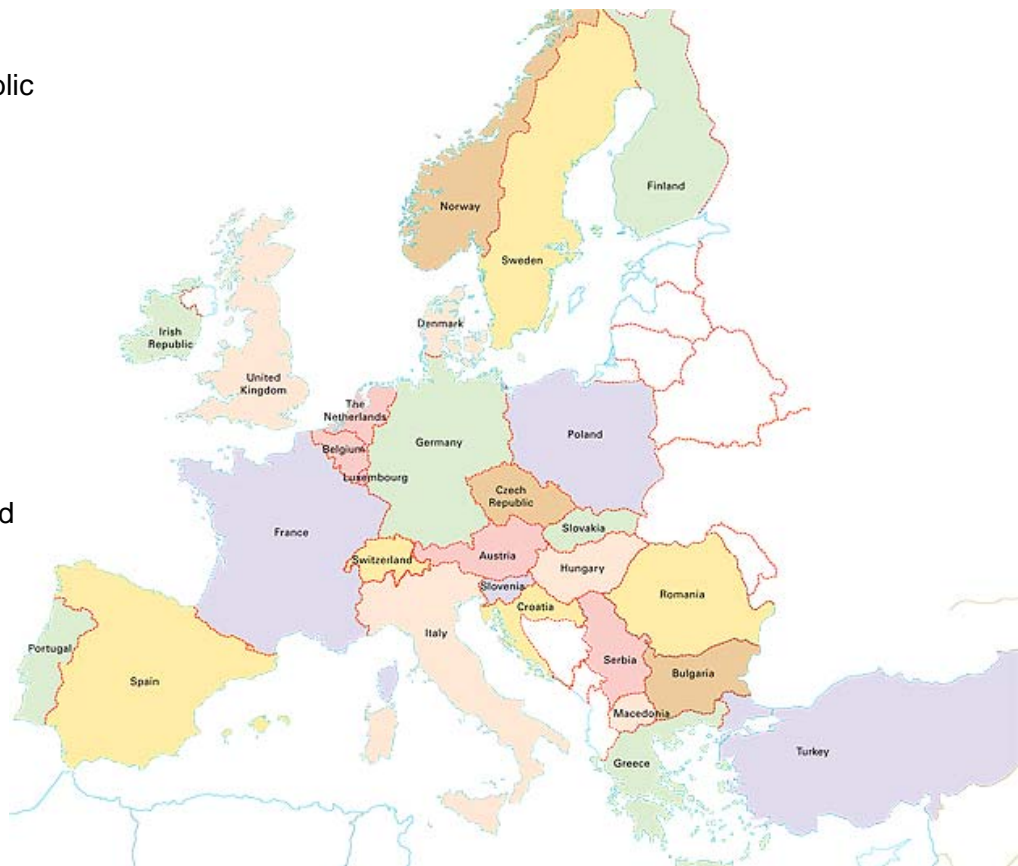 olic
Norway
Finland
Sweden
Irish
Republic
Denmark
United
Kingdom
The
Netherlands
Belgium
Luxembourg
Germany
Poland
Czech
Republic
Slovakia
d
France
Switzerland
Austria
Hungary
Slovenia
Croatia
Romania
Italy
Portugal
Spain
Serbia
Bulgaria
Macedonia
Greece
Turkey